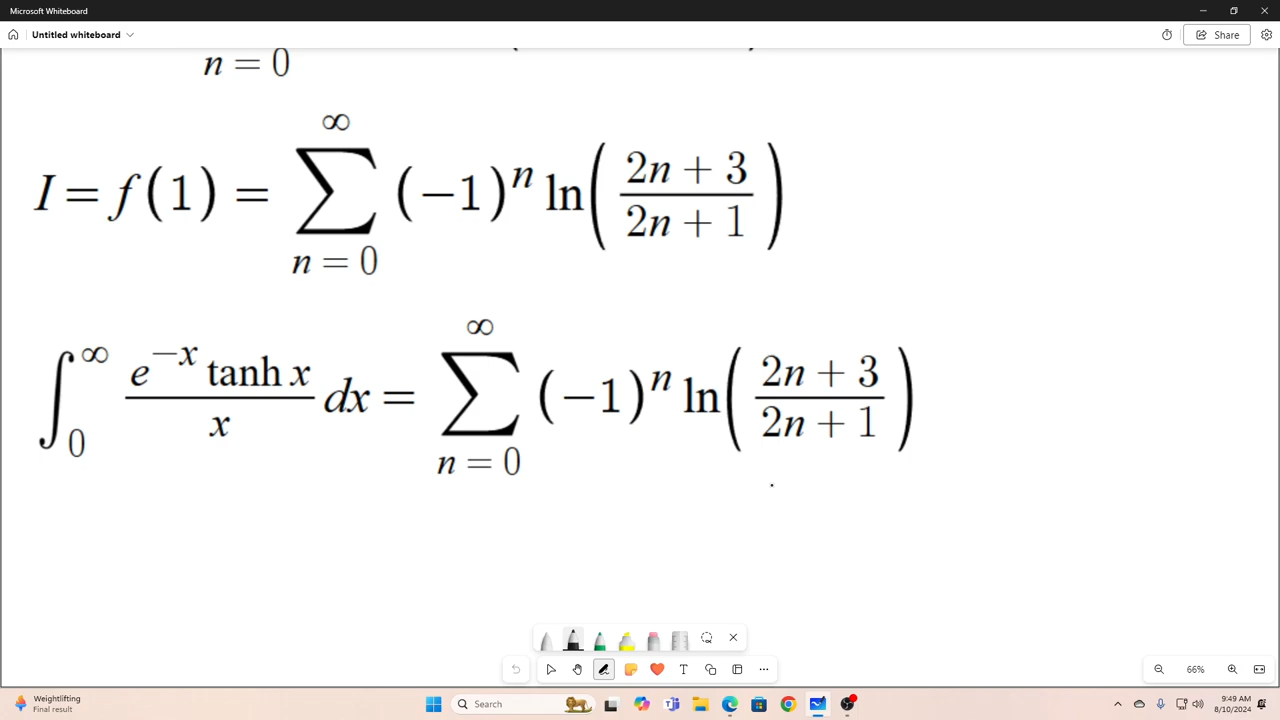 Microsoft Whiteboard
Untitled whiteboard
Share
n = 0
I = f(1) = ∑_{n = 0}^{∞} (−1)^n ln( (2n + 3)/(2n + 1) )
∫_0^∞ (e^{−x} tanh x)/x dx = ∑_{n = 0}^{∞} (−1)^n ln( (2n + 3)/(2n + 1) )
T
66%
Weightlifting
Final result
Search
9:49 AM
8/10/2024